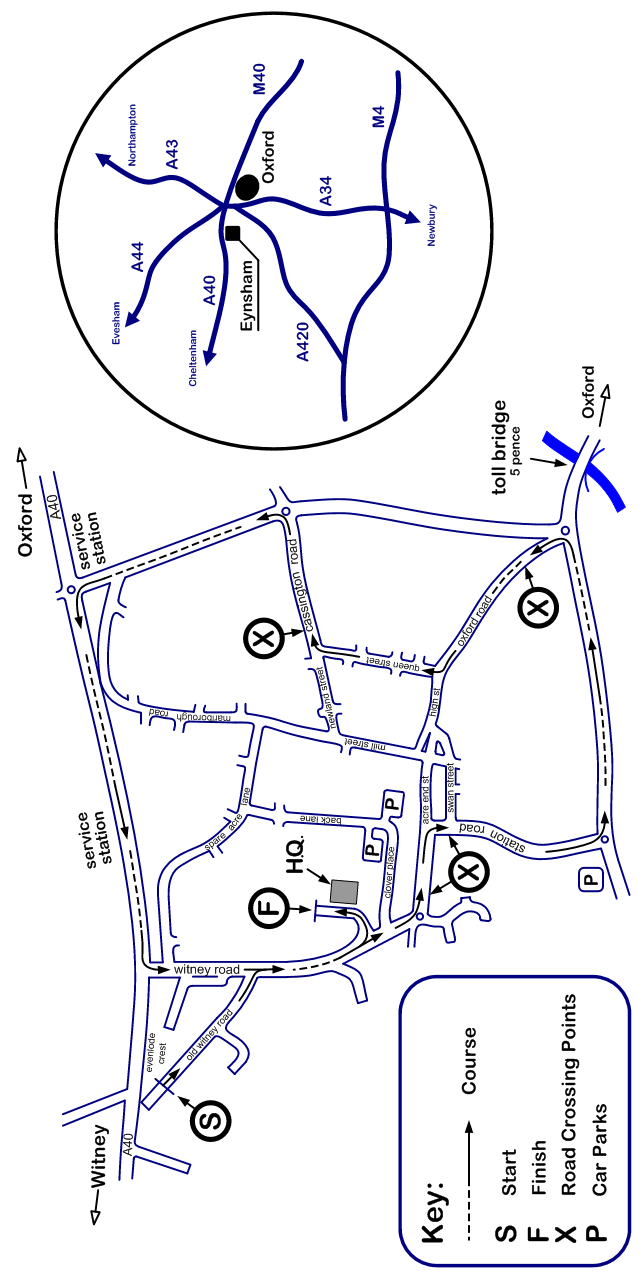 Northampton
A43
M40
M4
Oxford
A34
Newbury
A44
Evesham
A40
Cheltenham
Eynsham
A420
Oxford
A40
service
station
toll bridge
5 pence
Oxford
X
cassington road
X
oxford road
queen street
newland street
high st
marlborough
road
mill street
service
station
spare acre lane
back lane
P
P
acre end st
swan street
station road
clover place
H.Q.
F
X
P
witney road
old witney road
evenlode
crest
S
Witney
A40
Key:
Course
S Start
F Finish
X Road Crossing Points
P Car Parks